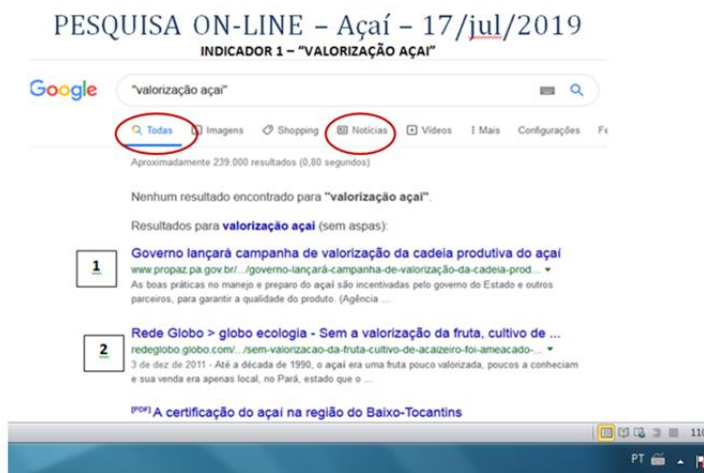 PESQUISA ON-LINE – Açaí – 17/jul/2019
INDICADOR 1 – “VALORIZAÇÃO AÇAI”
Google
"valorização açai"
Todas Imagens Shopping Notícias Vídeos Mais Configurações Fe
Aproximadamente 239.000 resultados (0,80 segundos)
Nenhum resultado encontrado para "valorização açai".
Resultados para valorização açai (sem aspas):
1
Governo lançará campanha de valorização da cadeia produtiva do açaí
www.propaz.pa.gov.br/.../governo-lançará-campanha-de-valorização-da-cadeia-prod...
As boas práticas no manejo e preparo do açaí são incentivadas pelo governo do Estado e outros
parceiros, para garantir a qualidade do produto. (Agência ...
2
Rede Globo > globo ecologia - Sem a valorização da fruta, cultivo de ...
redeglobo.globo.com/.../sem-valorizacao-da-fruta-cultivo-de-acaizeiro-foi-ameacado-...
3 de dez de 2011 - Até a década de 1990, o açaí era uma fruta pouco valorizada, poucos a conheciam
e sua venda era apenas local, no Pará, estado que o ...
[PDF] A certificação do açaí na região do Baixo-Tocantins
110
PT